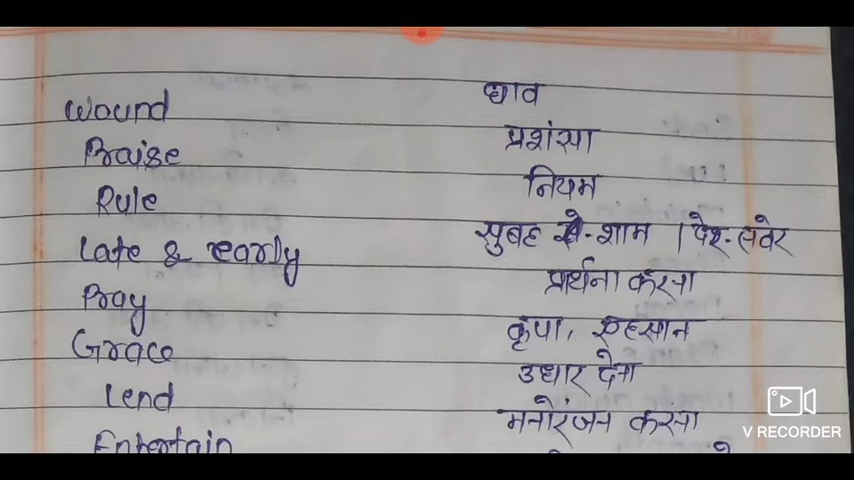 Wound घाव
Praise प्रशंसा
Rule नियम
Late & early सुबह से-शाम / देर-सवेर
Pray प्रार्थना करना
Grace कृपा, एहसान
Lend उधार देना
Entertain मनोरंजन करना
V RECORDER